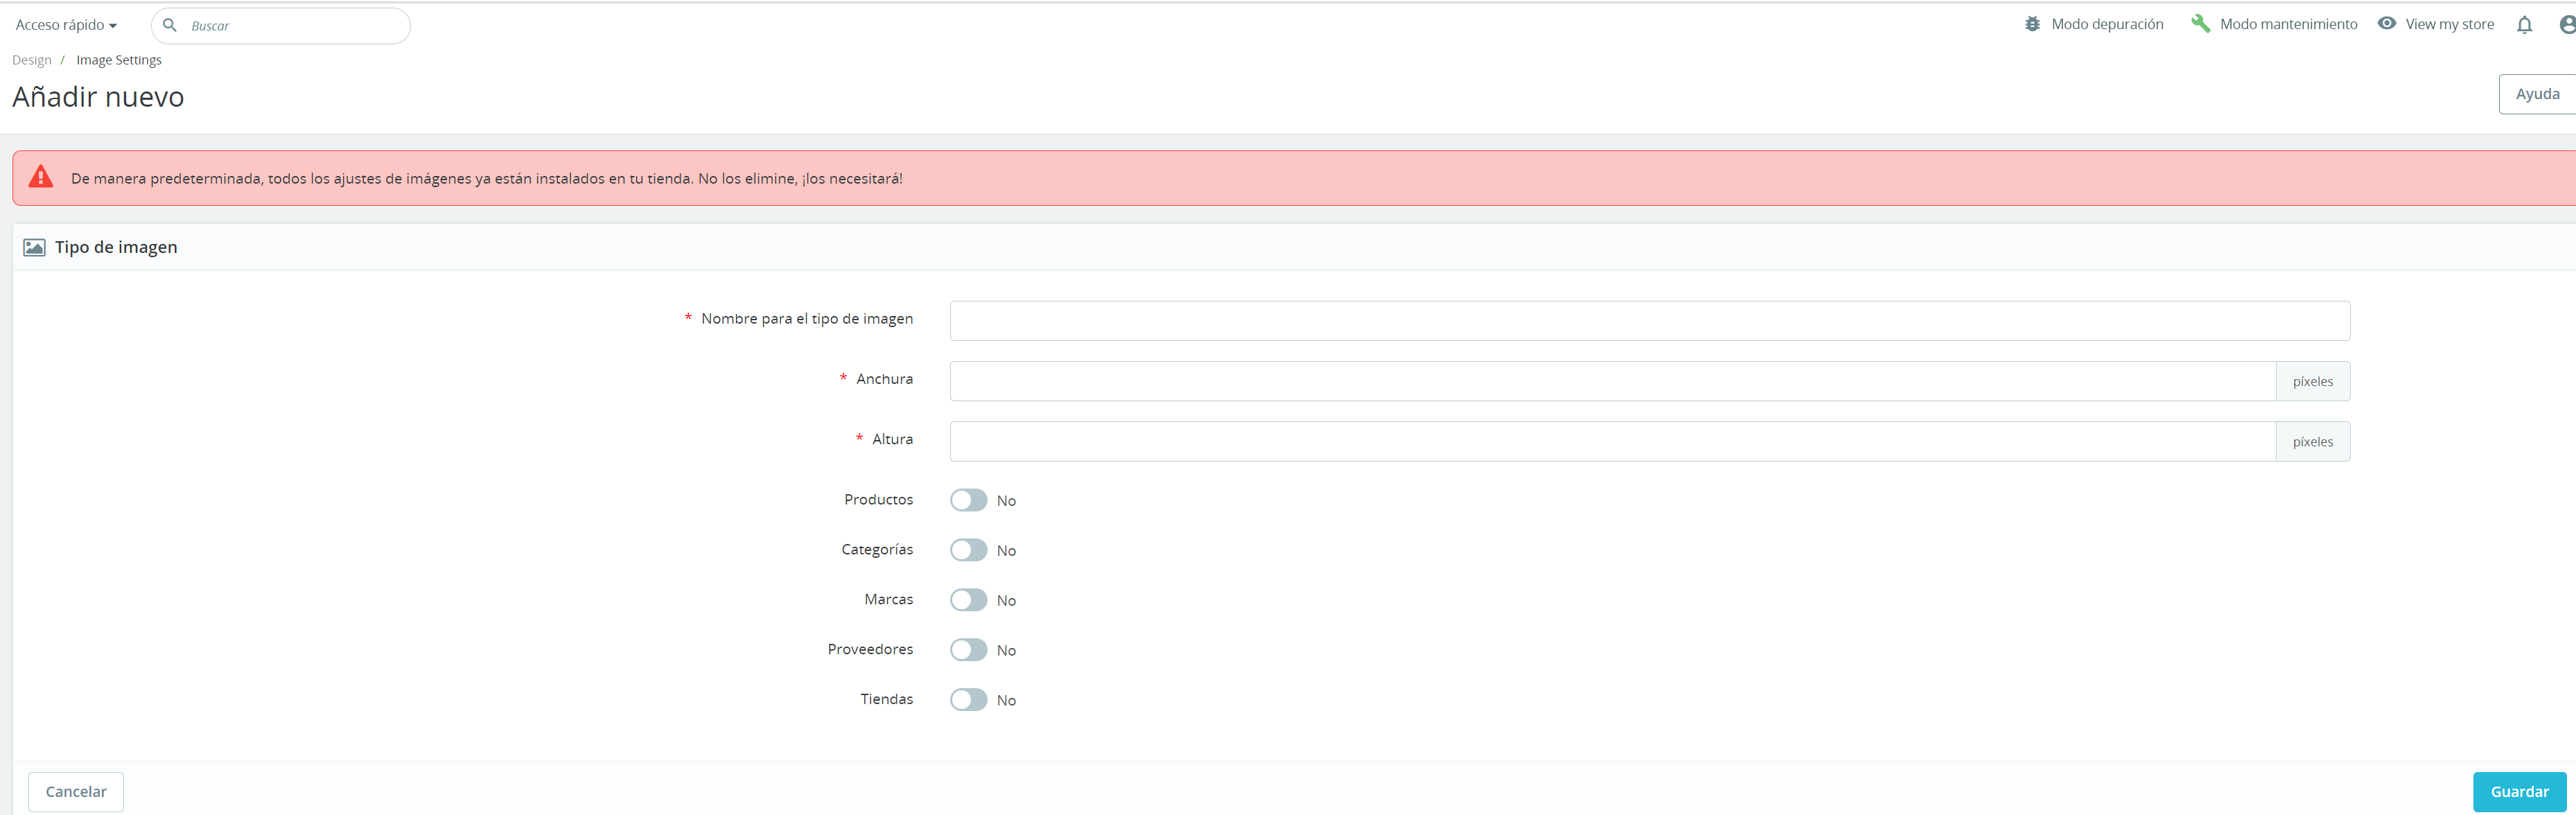 Acceso rápido
Buscar
Modo depuración
Modo mantenimiento
View my store
Design / Image Settings
Añadir nuevo
Ayuda
De manera predeterminada, todos los ajustes de imágenes ya están instalados en tu tienda. No los elimine, ¡los necesitará!
Tipo de imagen
* Nombre para el tipo de imagen
* Anchura
píxeles
* Altura
píxeles
Productos No
Categorías No
Marcas No
Proveedores No
Tiendas No
Cancelar
Guardar